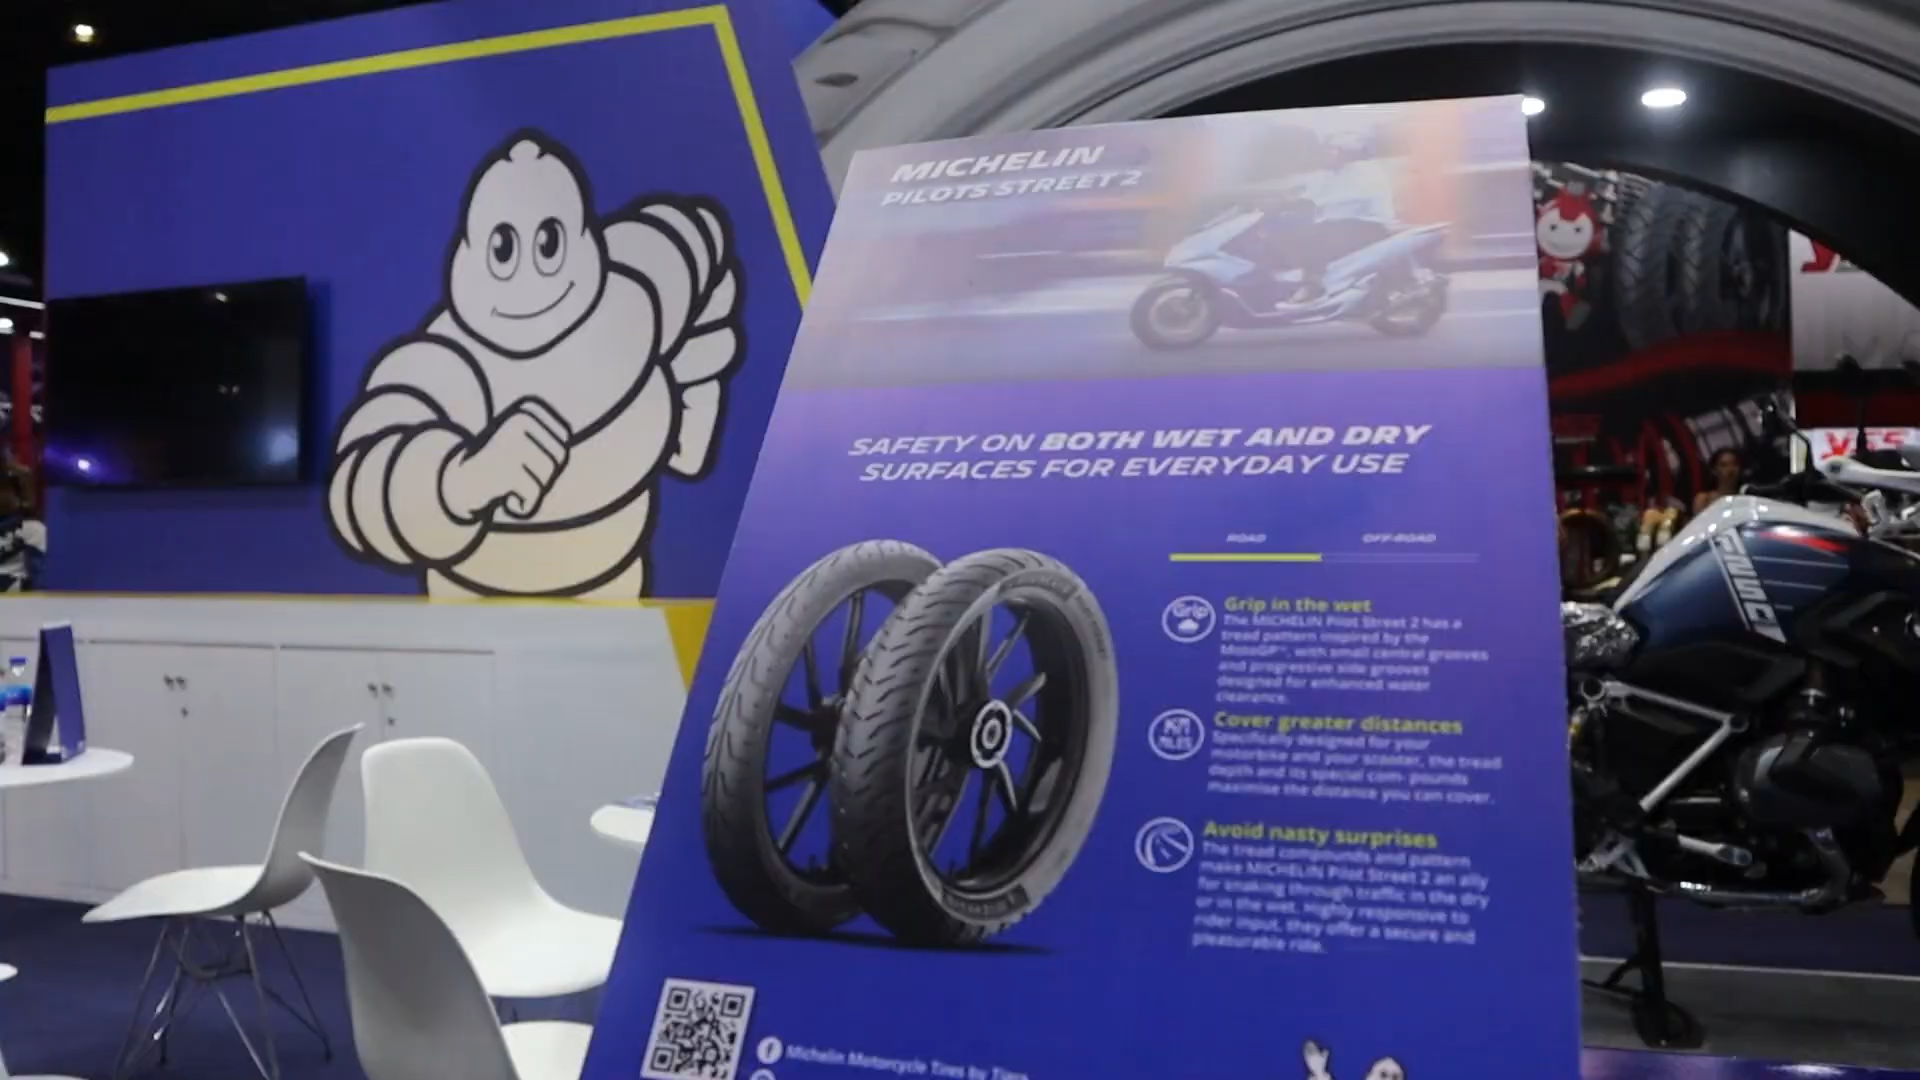 MICHELIN
PILOTS STREET 2
SAFETY ON BOTH WET AND DRY
SURFACES FOR EVERYDAY USE
ROAD OFF-ROAD
Grip
Grip in the wet
The MICHELIN Pilot Street 2 has a
tread pattern inspired by the
MotoGP™, with small central grooves
and progressive side grooves
designed for enhanced water
clearance.
KM
MILES
Cover greater distances
Specifically designed for your
motorbike and your scooter, the tread
depth and its special com- pounds
maximise the distance you can cover.
Avoid nasty surprises
The tread compounds and pattern
make MICHELIN Pilot Street 2 an ally
for snaking through traffic in the dry
or in the wet. Highly responsive to
rider input, they offer a secure and
pleasurable ride.
Michelin Motorcycle Tires by Tiara
YSS